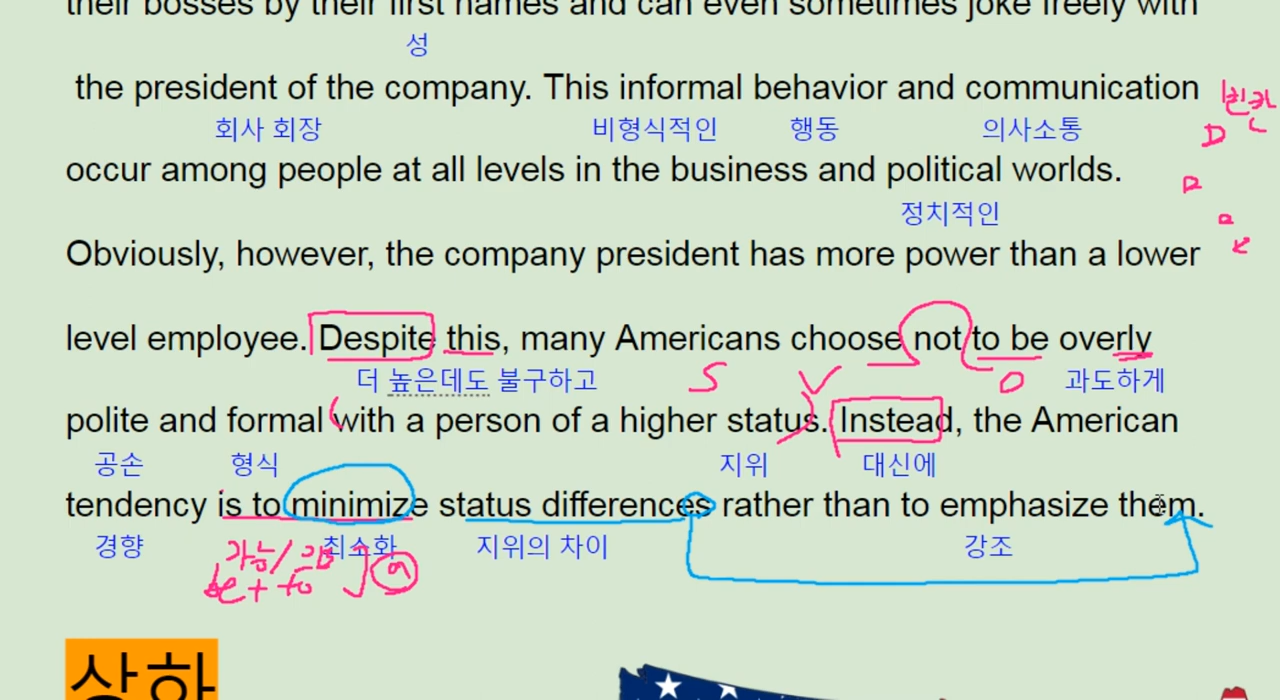 their bosses by their first names and can even sometimes joke freely with
성
the president of the company. This informal behavior and communication
회사 회장 비형식적인 행동 의사소통
빈칸
occur among people at all levels in the business and political worlds.
정치적인
Obviously, however, the company president has more power than a lower
level employee. Despite this, many Americans choose not to be overly
더 높은데도 불구하고 S V O 과도하게
polite and formal with a person of a higher status. Instead, the American
공손 형식 지위 대신에
tendency is to minimize status differences rather than to emphasize them.
경향 최소화 지위의 차이 강조
be + to
상하